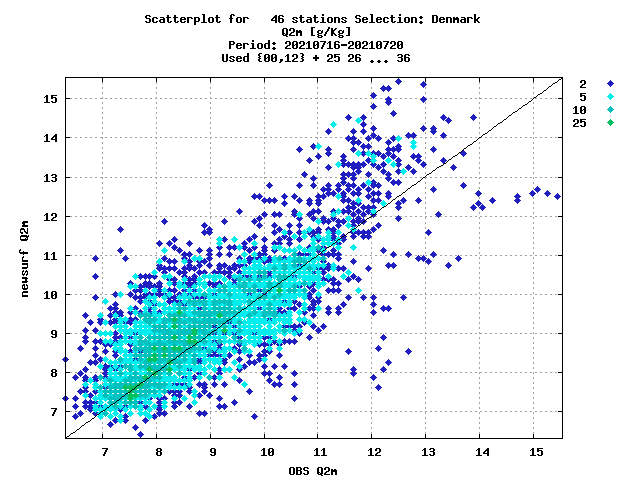 Scatterplot for   46 stations Selection: Denmark
Q2m [g/Kg]
Period: 20210716-20210720
Used {00,12} + 25 26 ... 36
2
5
10
25
15
14
13
12
11
10
9
8
7
newsurf Q2m
7 8 9 10 11 12 13 14 15
OBS Q2m